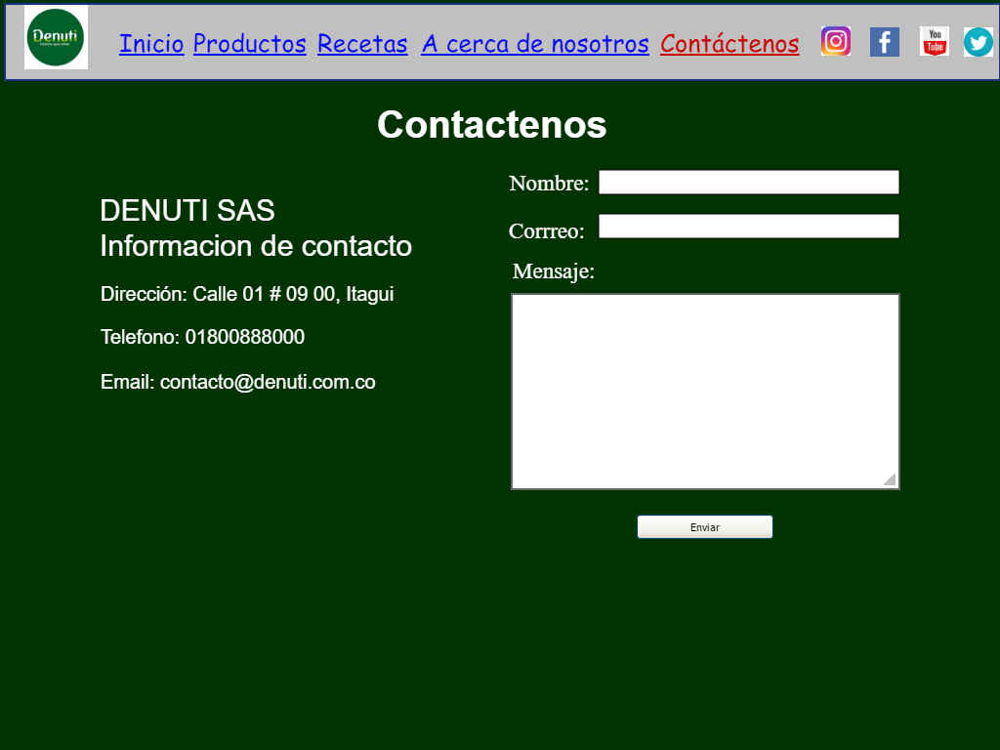 Denuti
Inicio Productos Recetas A cerca de nosotros Contáctenos You Tube
Contactenos
DENUTI SAS
Informacion de contacto
Dirección: Calle 01 # 09 00, Itagui
Telefono: 01800888000
Email: contacto@denuti.com.co
Nombre:
Corrreo:
Mensaje:
Enviar